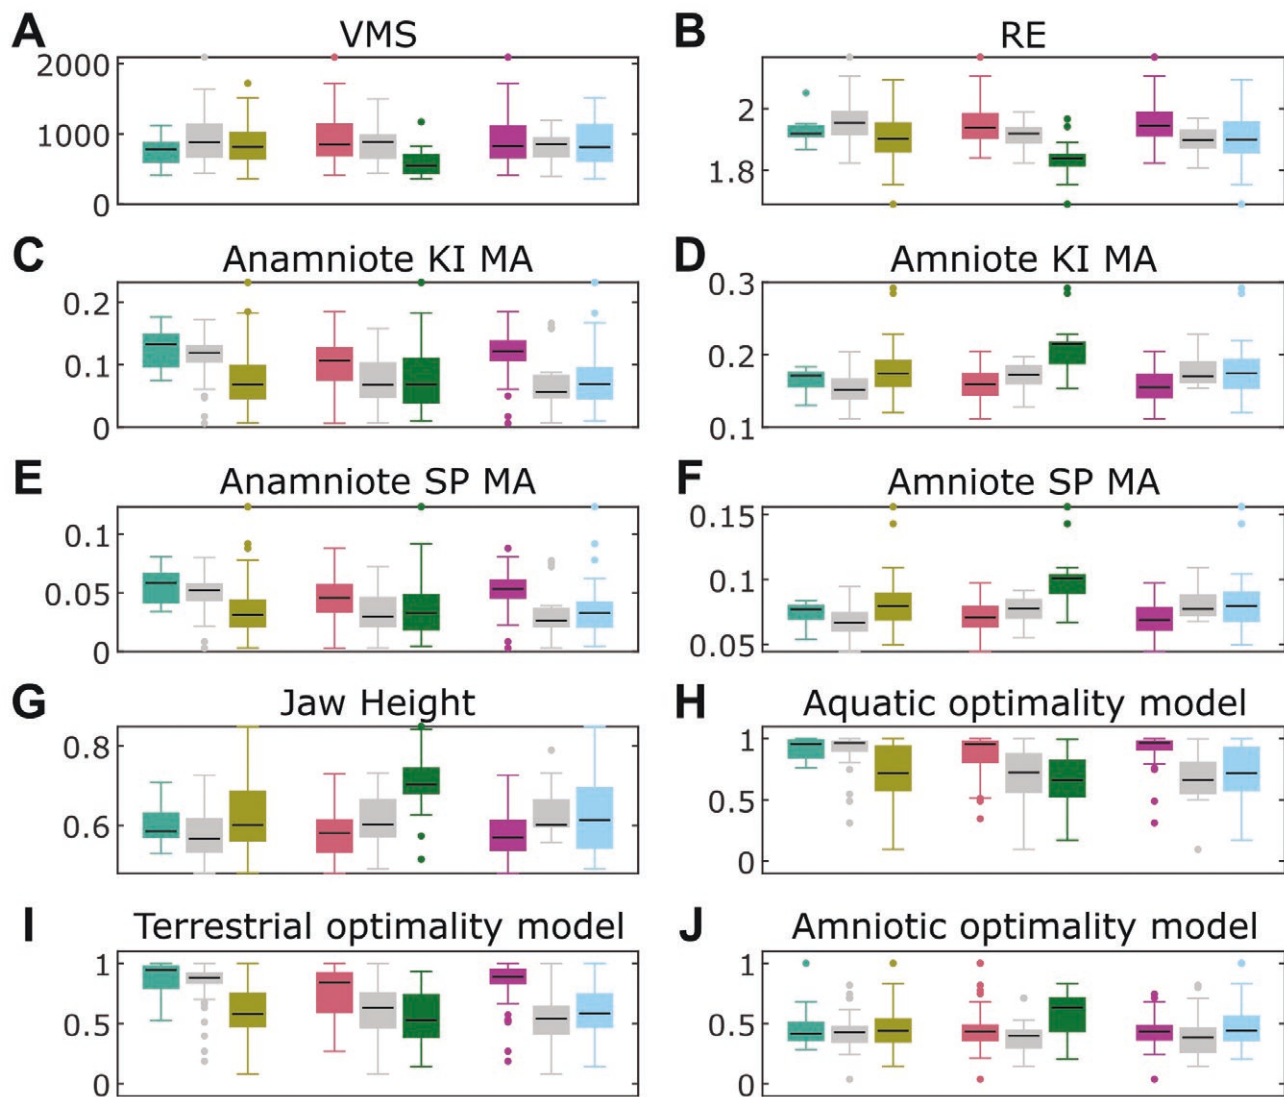 A VMS
2000
1000
0
B RE
2
1.8
C Anamniote KI MA
0.2
0.1
0
D Amniote KI MA
0.3
0.2
0.1
E Anamniote SP MA
0.1
0.05
0
F Amniote SP MA
0.15
0.1
0.05
G Jaw Height
0.8
0.6
H Aquatic optimality model
1
0.5
0
I Terrestrial optimality model
1
0.5
0
J Amniotic optimality model
1
0.5
0